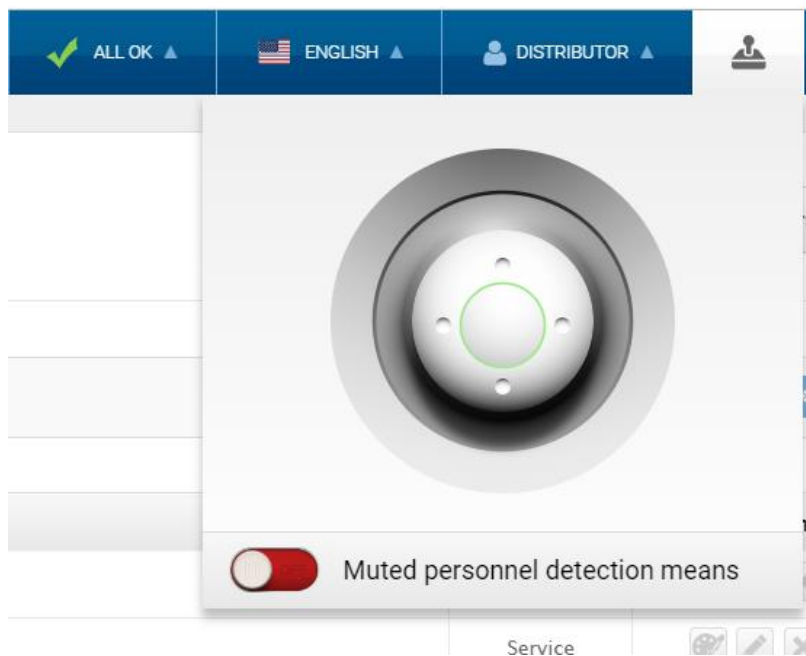 ALL OK
ENGLISH
DISTRIBUTOR
Muted personnel detection means
Service